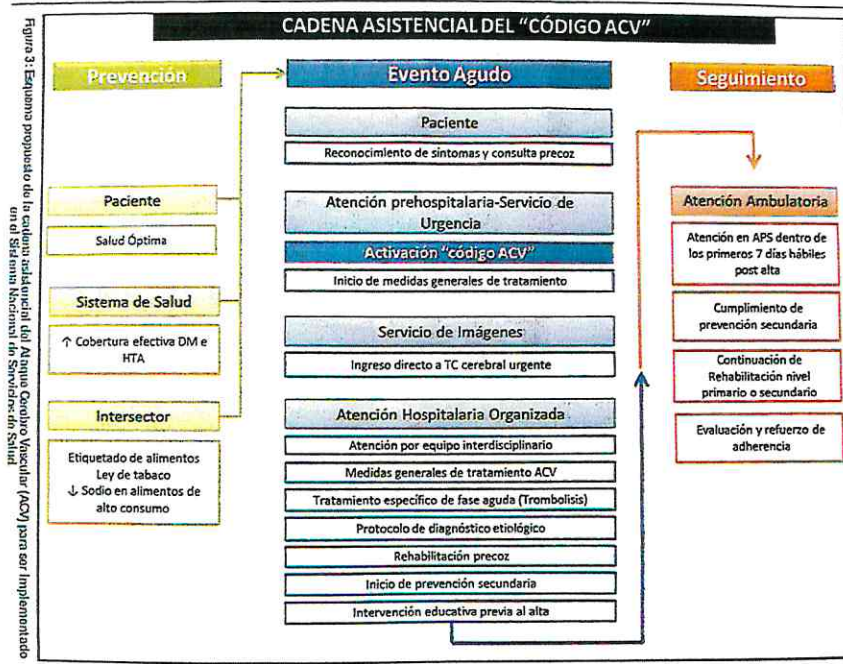 CADENA ASISTENCIAL DEL "CÓDIGO ACV"
Prevención
Paciente
Salud Óptima
Sistema de Salud
↑ Cobertura efectiva DM e
HTA
Intersector
Etiquetado de alimentos
Ley de tabaco
↓ Sodio en alimentos de
alto consumo
Evento Agudo
Paciente
Reconocimiento de síntomas y consulta precoz
Atención prehospitalaria-Servicio de
Urgencia
Activación "código ACV"
Inicio de medidas generales de tratamiento
Servicio de Imágenes
Ingreso directo a TC cerebral urgente
Atención Hospitalaria Organizada
Atención por equipo interdisciplinario
Medidas generales de tratamiento ACV
Tratamiento específico de fase aguda (Trombolisis)
Protocolo de diagnóstico etiológico
Rehabilitación precoz
Inicio de prevención secundaria
Intervención educativa previa al alta
Seguimiento
Atención Ambulatoria
Atención en APS dentro de
los primeros 7 días hábiles
post alta
Cumplimiento de
prevención secundaria
Continuación de
Rehabilitación nivel
primario o secundario
Evaluación y refuerzo de
adherencia
Figura 3: Esquema propuesto de la cadena asistencial del Ataque Cerebro Vascular (ACV) para ser implementado
en el Sistema Nacional de Servicios de Salud